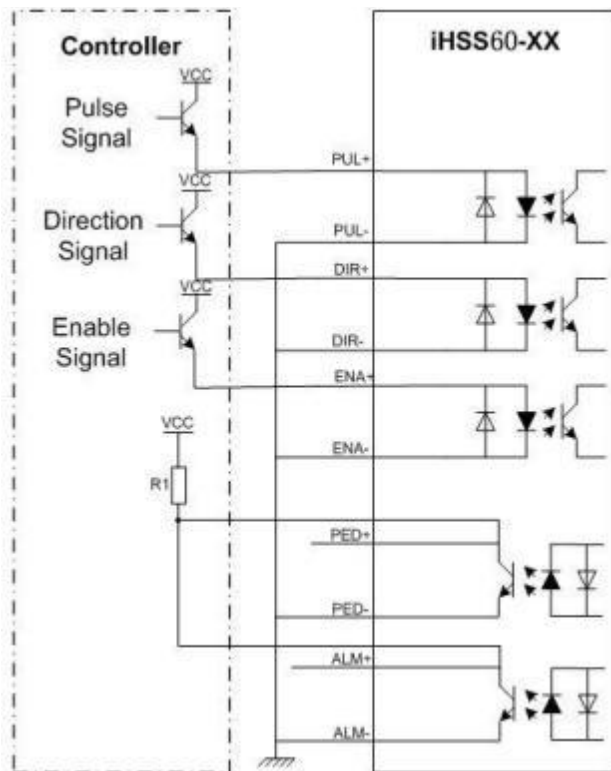 Controller
iHSS60-XX
VCC
Pulse
Signal
PUL+
VCC
Direction
Signal
PUL-
DIR+
VCC
Enable
Signal
DIR-
ENA+
VCC
ENA-
R1
PED+
PED-
ALM+
ALM-